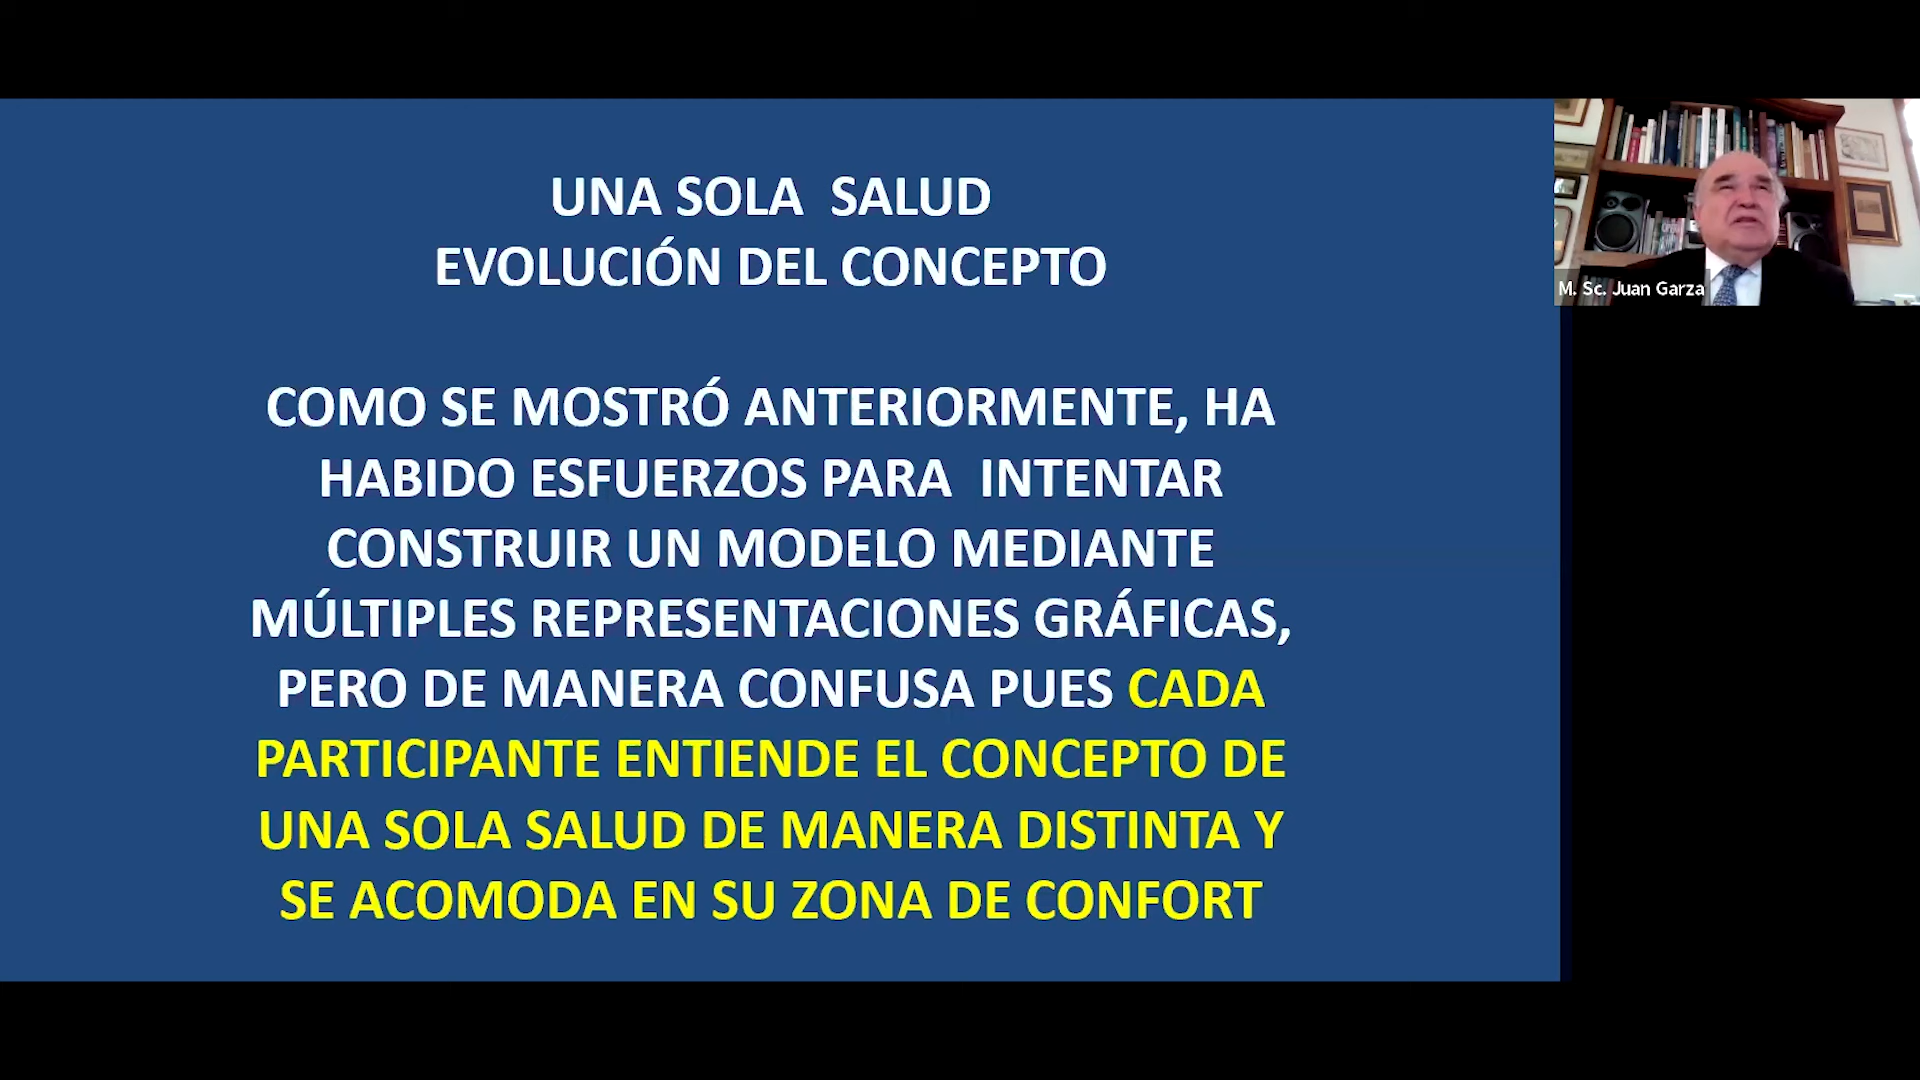 UNA SOLA SALUD
EVOLUCIÓN DEL CONCEPTO
COMO SE MOSTRÓ ANTERIORMENTE, HA
HABIDO ESFUERZOS PARA INTENTAR
CONSTRUIR UN MODELO MEDIANTE
MÚLTIPLES REPRESENTACIONES GRÁFICAS,
PERO DE MANERA CONFUSA PUES CADA
PARTICIPANTE ENTIENDE EL CONCEPTO DE
UNA SOLA SALUD DE MANERA DISTINTA Y
SE ACOMODA EN SU ZONA DE CONFORT
M. Sc. Juan Garza